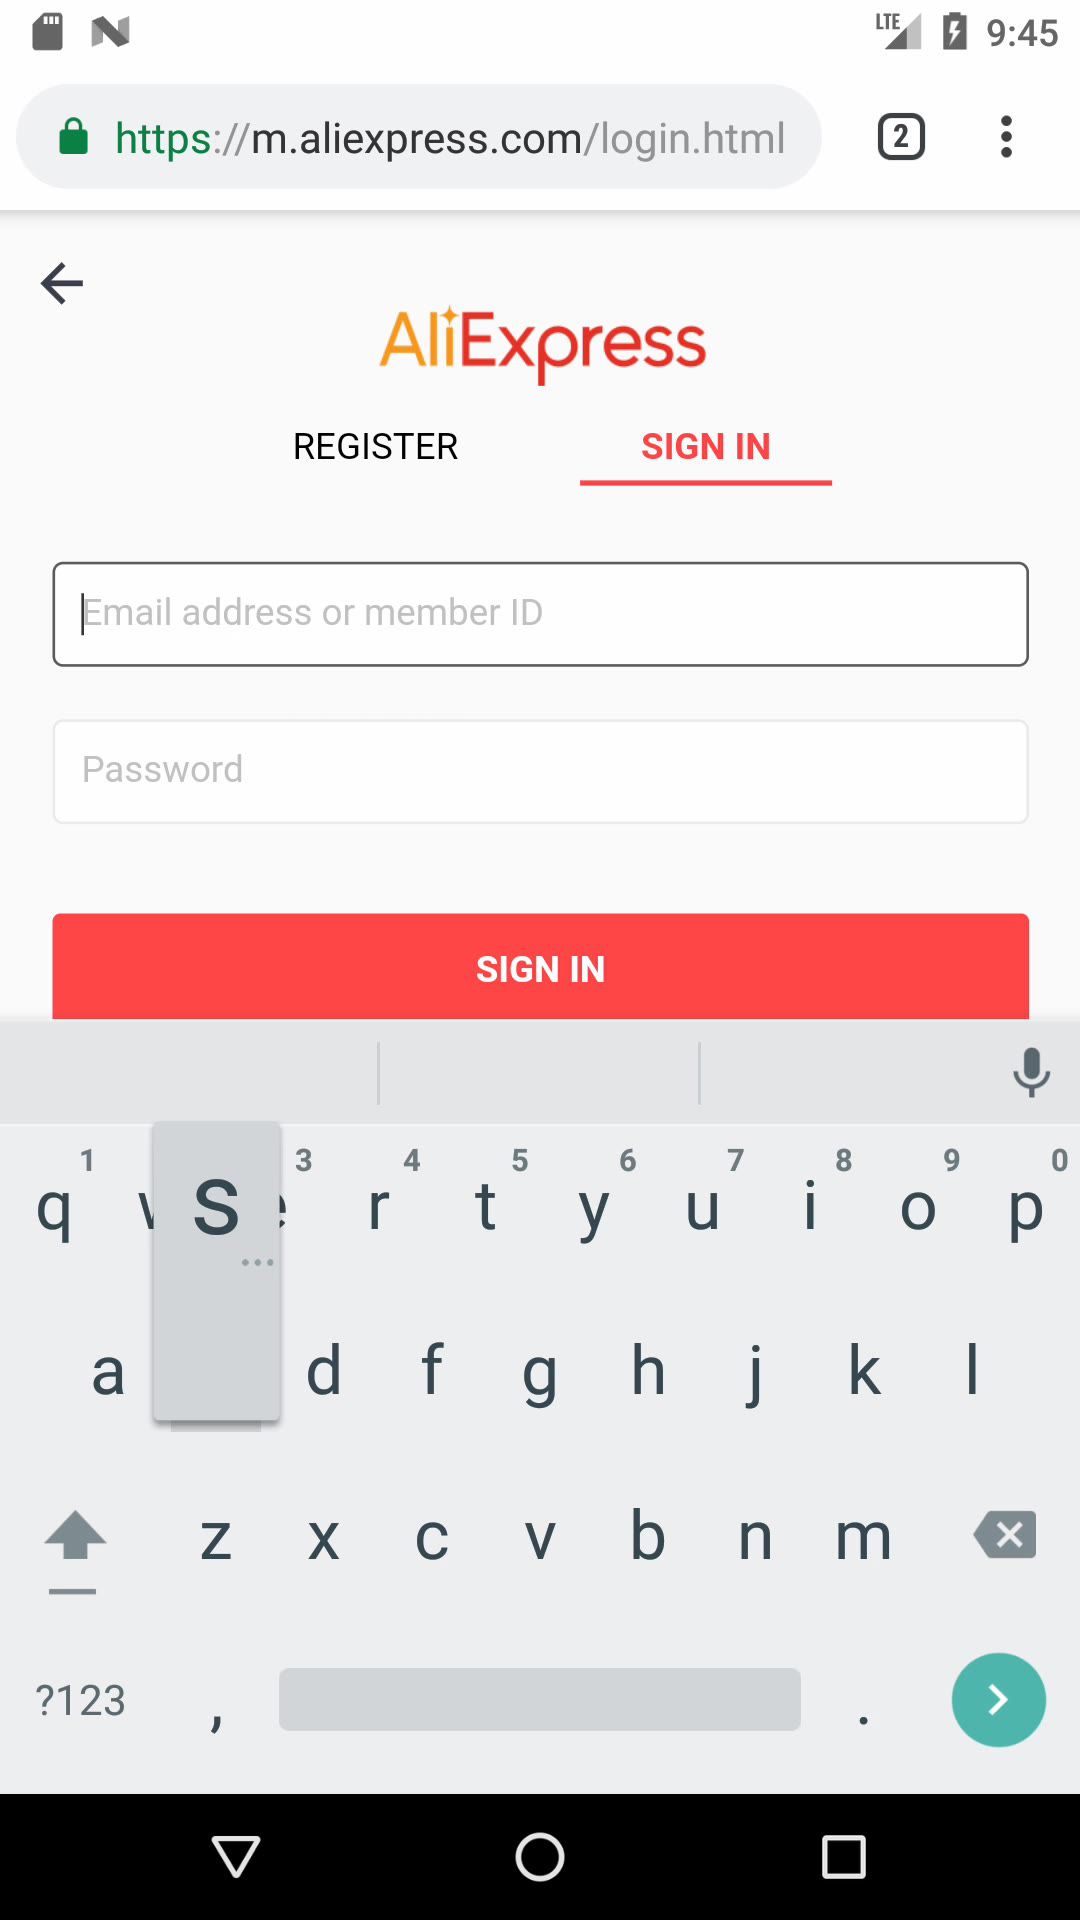 LTE 9:45
https://m.aliexpress.com/login.html 2
AliExpress
REGISTER SIGN IN
Email address or member ID
Password
SIGN IN
1 3 4 5 6 7 8 9 0
q s r t y u i o p
a d f g h j k l
z x c v b n m
?123 , .